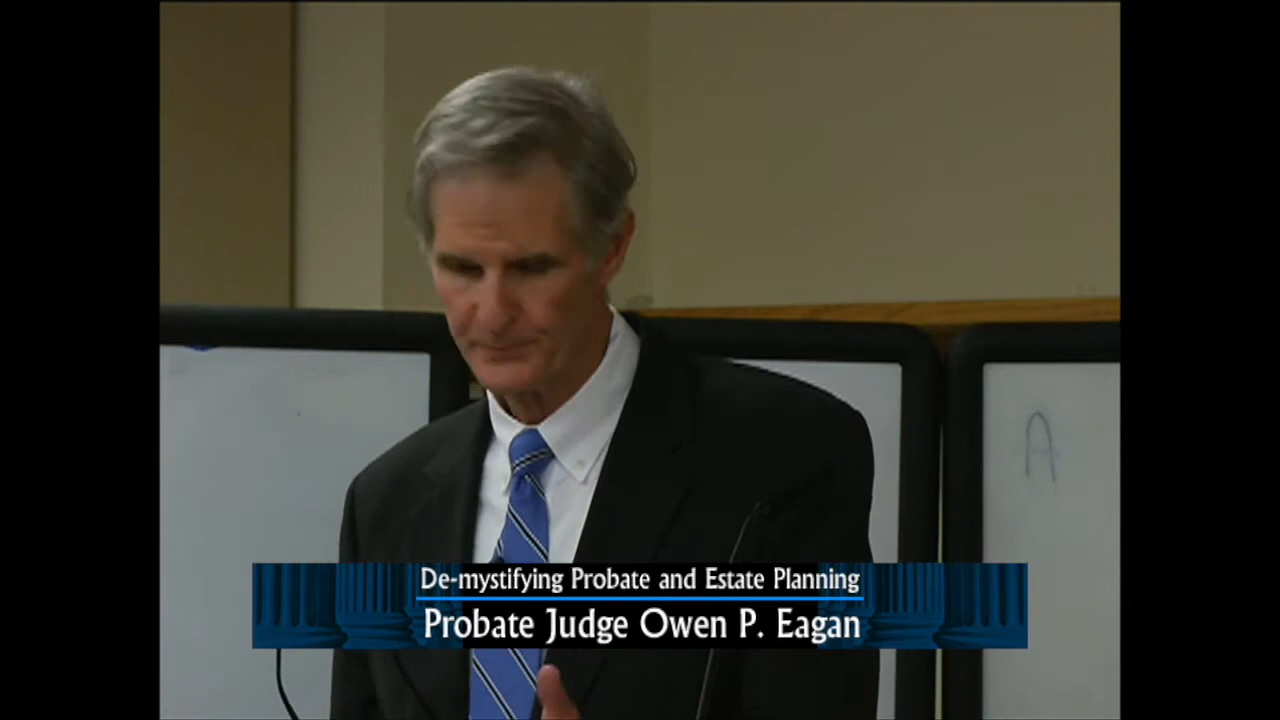 A
De-mystifying Probate and Estate Planning
Probate Judge Owen P. Eagan